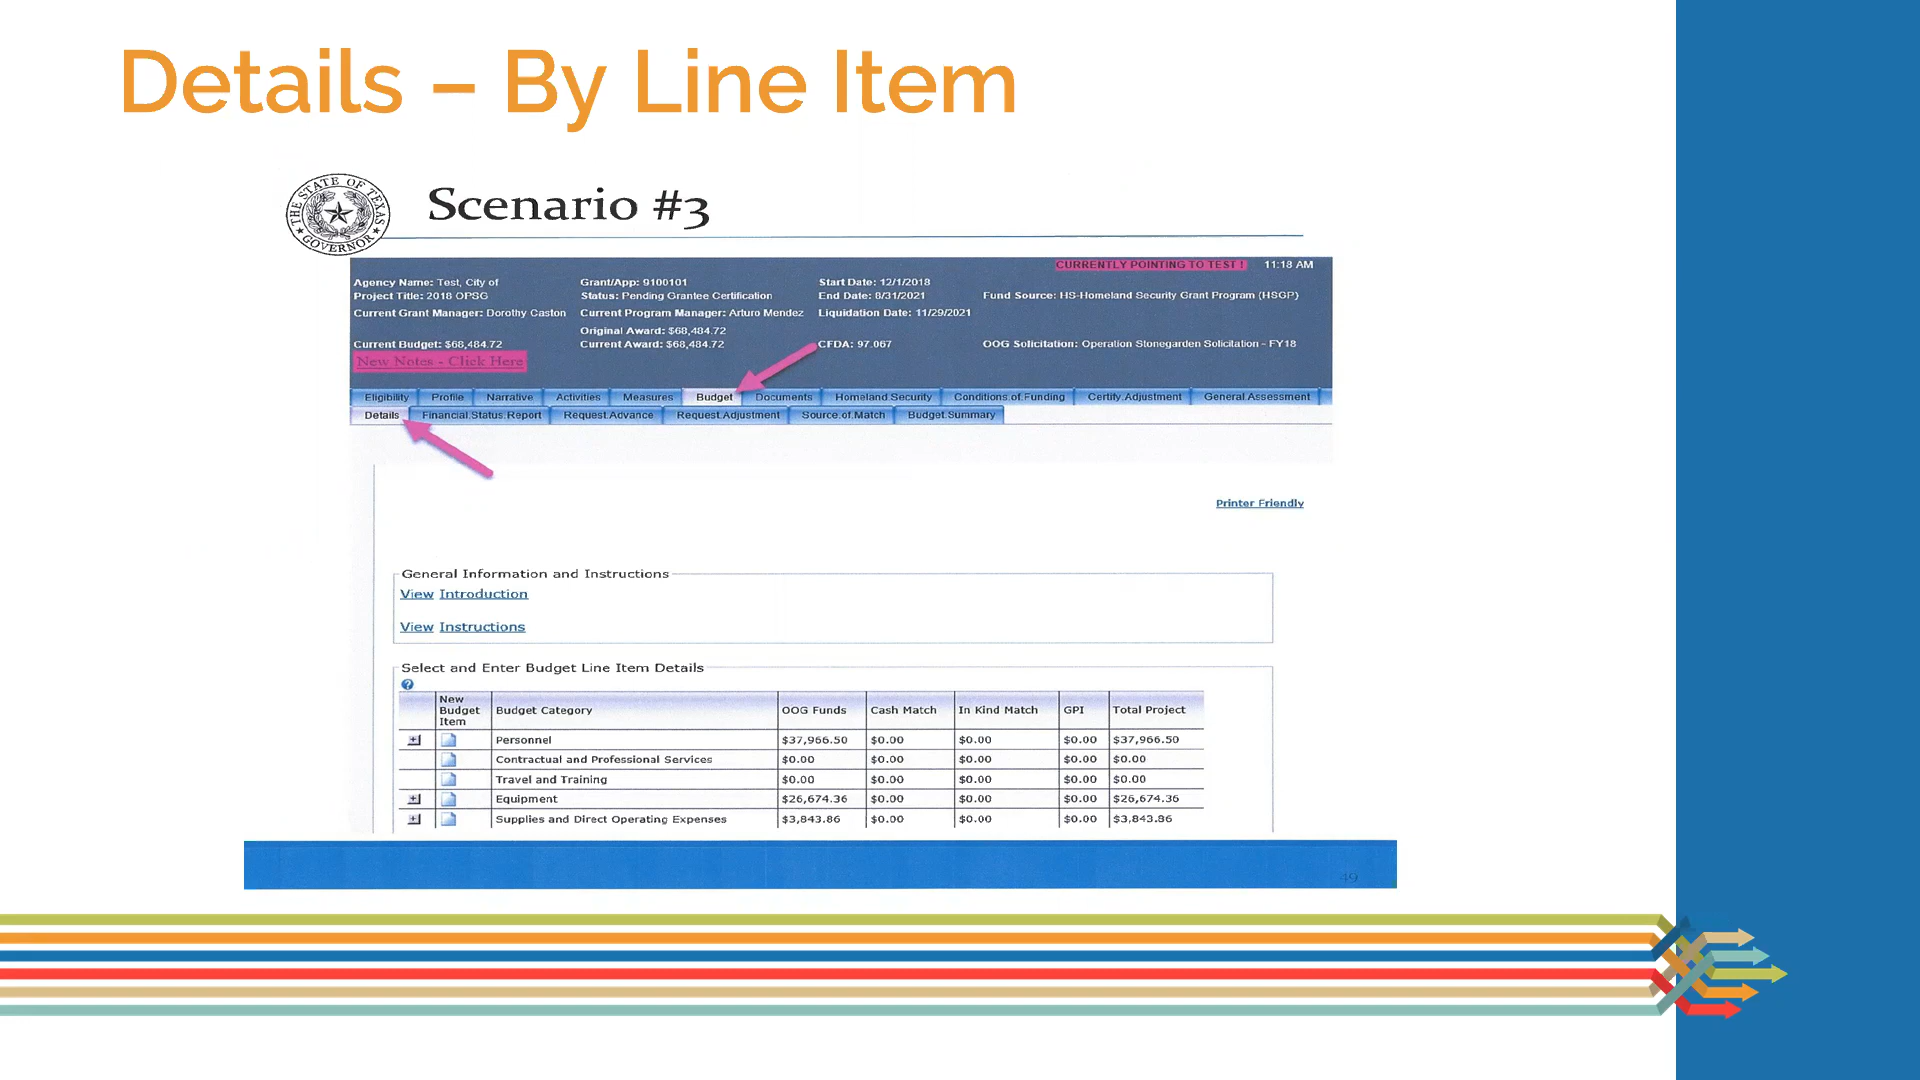 Details – By Line Item
THE STATE OF TEXAS
GOVERNOR
Scenario #3
CURRENTLY POINTING TO TEST ! 11:18 AM
Agency Name: Test, City of Grant/App: 9100101 Start Date: 12/1/2018
Project Title: 2018 OPSG Status: Pending Grantee Certification End Date: 8/31/2021 Fund Source: HS-Homeland Security Grant Program (HSGP)
Current Grant Manager: Dorothy Caston Current Program Manager: Arturo Mendez Liquidation Date: 11/29/2021
Original Award: $68,484.72
Current Budget: $68,484.72 Current Award: $68,484.72 CFDA: 97.067 OOG Solicitation: Operation Stonegarden Solicitation - FY18
New Notes - Click Here
Eligibility Profile Narrative Activities Measures Budget Documents Homeland Security Conditions.of.Funding Certify.Adjustment General Assessment
Details Financial.Status.Report Request.Advance Request.Adjustment Source.of.Match Budget.Summary
Printer Friendly
General Information and Instructions
View Introduction
View Instructions
Select and Enter Budget Line Item Details
?
New Budget Item Budget Category OOG Funds Cash Match In Kind Match GPI Total Project
+ Personnel $37,966.50 $0.00 $0.00 $0.00 $37,966.50
Contractual and Professional Services $0.00 $0.00 $0.00 $0.00 $0.00
Travel and Training $0.00 $0.00 $0.00 $0.00 $0.00
+ Equipment $26,674.36 $0.00 $0.00 $0.00 $26,674.36
+ Supplies and Direct Operating Expenses $3,843.86 $0.00 $0.00 $0.00 $3,843.86
49